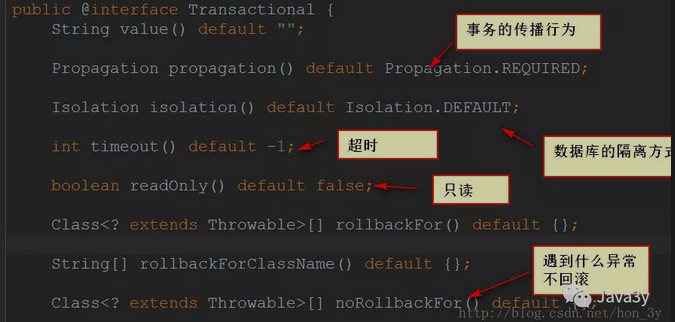 public @interface Transactional {
String value() default "";
事务的传播行为
Propagation propagation() default Propagation.REQUIRED;
Isolation isolation() default Isolation.DEFAULT;
int timeout() default -1;
超时
数据库的隔离方式
boolean readOnly() default false;
只读
Class<? extends Throwable>[] rollbackFor() default {};
String[] rollbackForClassName() default {};
遇到什么异常
不回滚
Class<? extends Throwable>[] noRollbackFor() default
Java3y
http://blog.csdn.net/hon_3y